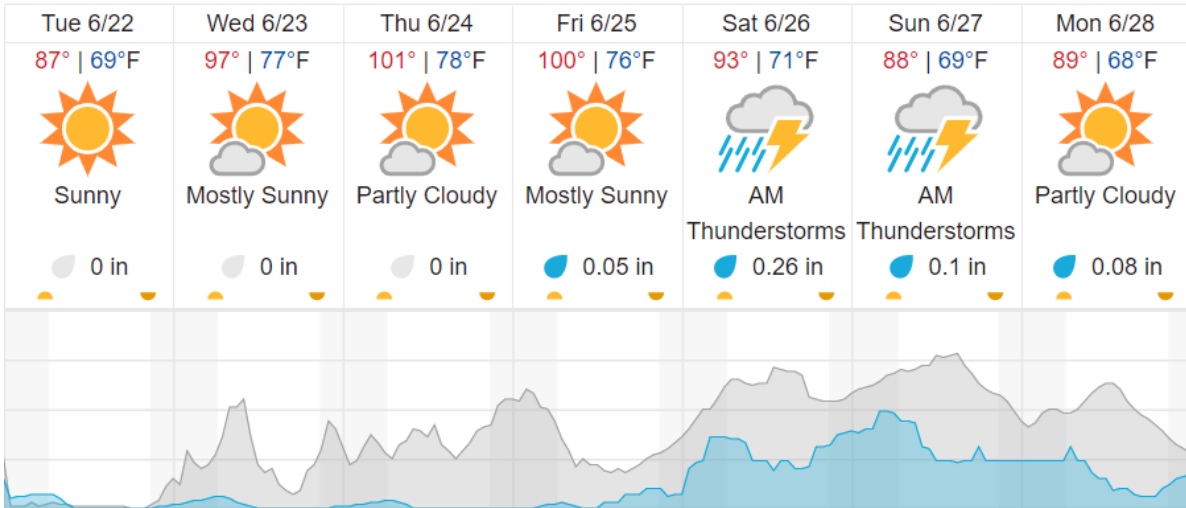 Tue 6/22 Wed 6/23 Thu 6/24 Fri 6/25 Sat 6/26 Sun 6/27 Mon 6/28
87° | 69°F 97° | 77°F 101° | 78°F 100° | 76°F 93° | 71°F 88° | 69°F 89° | 68°F
Sunny Mostly Sunny Partly Cloudy Mostly Sunny AM AM Partly Cloudy
Thunderstorms Thunderstorms
0 in 0 in 0 in 0.05 in 0.26 in 0.1 in 0.08 in